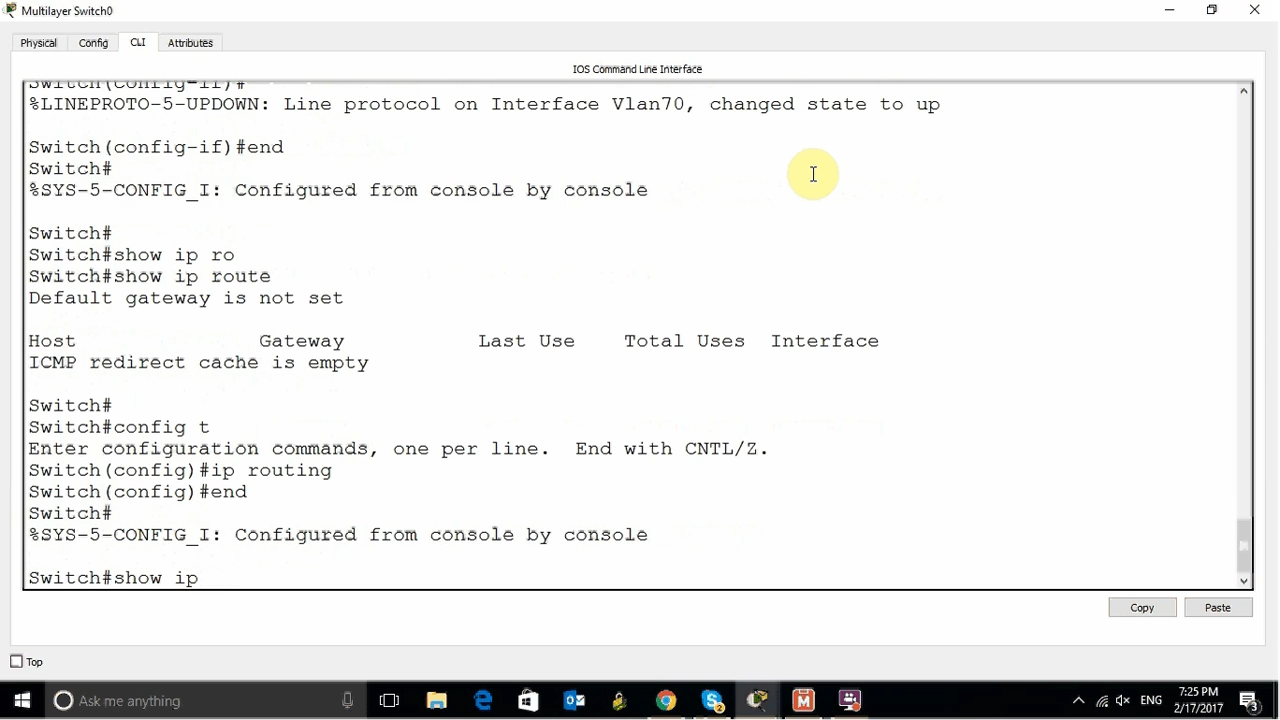 Multilayer Switch0
Physical Config CLI Attributes
IOS Command Line Interface
Switch(config-if)#
%LINEPROTO-5-UPDOWN: Line protocol on Interface Vlan70, changed state to up
Switch(config-if)#end
Switch#
%SYS-5-CONFIG_I: Configured from console by console
Switch#
Switch#show ip ro
Switch#show ip route
Default gateway is not set
Host Gateway Last Use Total Uses Interface
ICMP redirect cache is empty
Switch#
Switch#config t
Enter configuration commands, one per line. End with CNTL/Z.
Switch(config)#ip routing
Switch(config)#end
Switch#
%SYS-5-CONFIG_I: Configured from console by console
Switch#show ip
Copy Paste
Top
Ask me anything
2
M
ENG
7:25 PM
2/17/2017
3